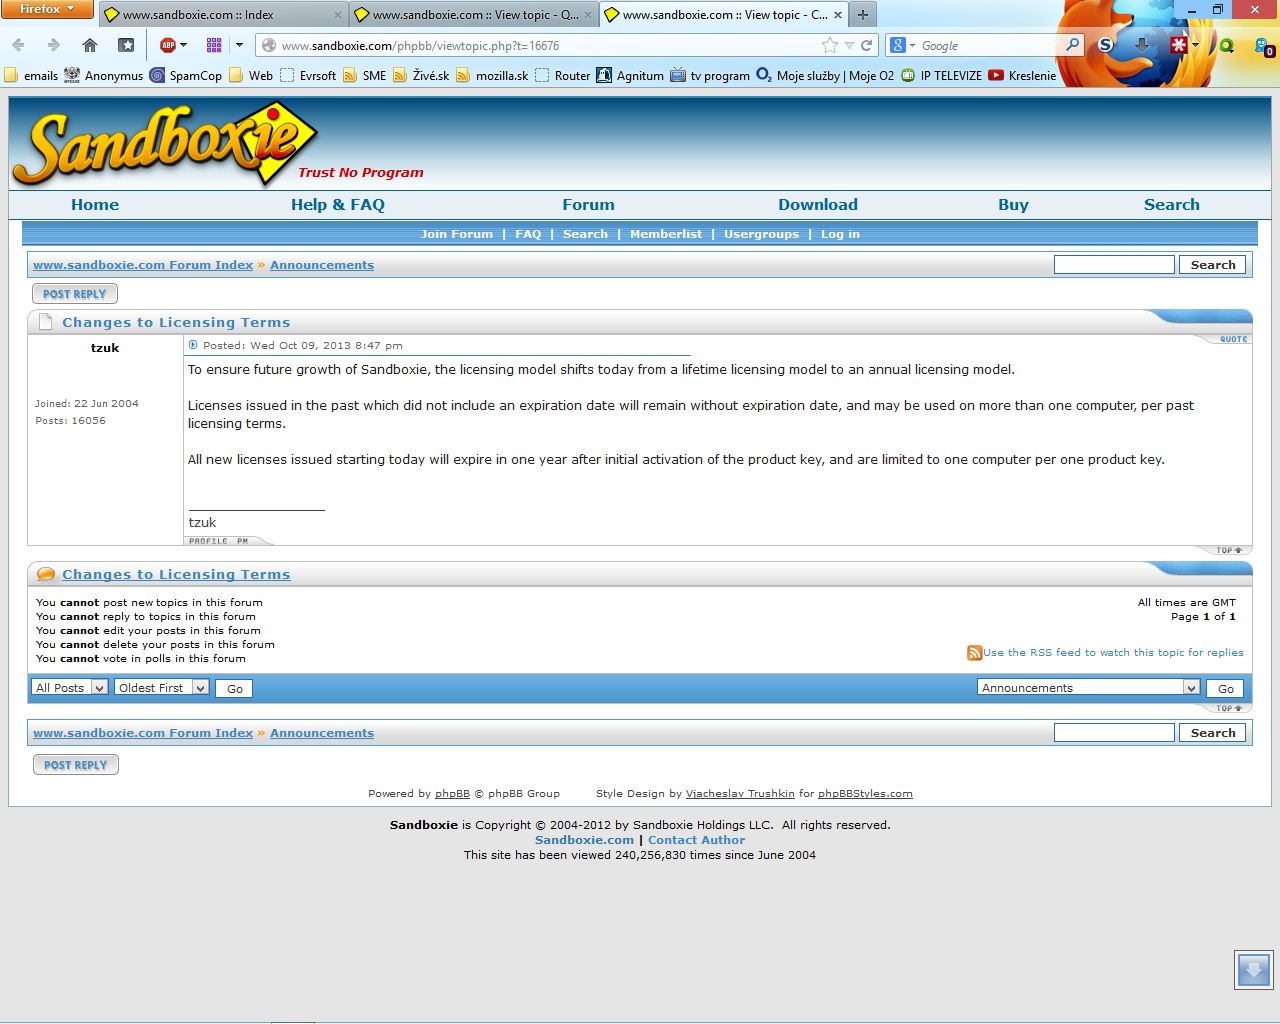 Firefox
www.sandboxie.com :: Index
www.sandboxie.com :: View topic - Q...
www.sandboxie.com :: View topic - C...
www.sandboxie.com/phpbb/viewtopic.php?t=16676
Google
emails
Anonymus
SpamCop
Web
Evrsoft
SME
Živé.sk
mozilla.sk
Router
Agnitum
tv program
Moje služby | Moje O2
IP TELEVIZE
Kreslenie
ABP
0
Sandboxie
Trust No Program
Home
Help & FAQ
Forum
Download
Buy
Search
Join Forum | FAQ | Search | Memberlist | Usergroups | Log in
www.sandboxie.com Forum Index » Announcements
Search
POST REPLY
Changes to Licensing Terms
tzuk
Joined: 22 Jun 2004
Posts: 16056
Posted: Wed Oct 09, 2013 8:47 pm
QUOTE
To ensure future growth of Sandboxie, the licensing model shifts today from a lifetime licensing model to an annual licensing model.
Licenses issued in the past which did not include an expiration date will remain without expiration date, and may be used on more than one computer, per past
licensing terms.
All new licenses issued starting today will expire in one year after initial activation of the product key, and are limited to one computer per one product key.
_________________
tzuk
PROFILE PM
TOP
Changes to Licensing Terms
You cannot post new topics in this forum
You cannot reply to topics in this forum
You cannot edit your posts in this forum
You cannot delete your posts in this forum
You cannot vote in polls in this forum
All times are GMT
Page 1 of 1
Use the RSS feed to watch this topic for replies
All Posts
Oldest First
Go
Announcements
Go
TOP
www.sandboxie.com Forum Index » Announcements
Search
POST REPLY
Powered by phpBB © phpBB Group
Style Design by Vjacheslav Trushkin for phpBBStyles.com
Sandboxie is Copyright © 2004-2012 by Sandboxie Holdings LLC. All rights reserved.
Sandboxie.com | Contact Author
This site has been viewed 240,256,830 times since June 2004